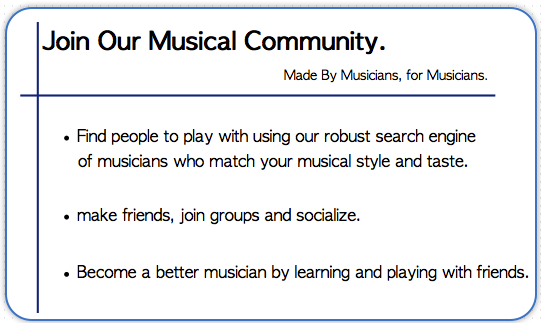 Join Our Musical Community.
Made By Musicians, for Musicians.
• Find people to play with using our robust search engine
of musicians who match your musical style and taste.
• make friends, join groups and socialize.
• Become a better musician by learning and playing with friends.